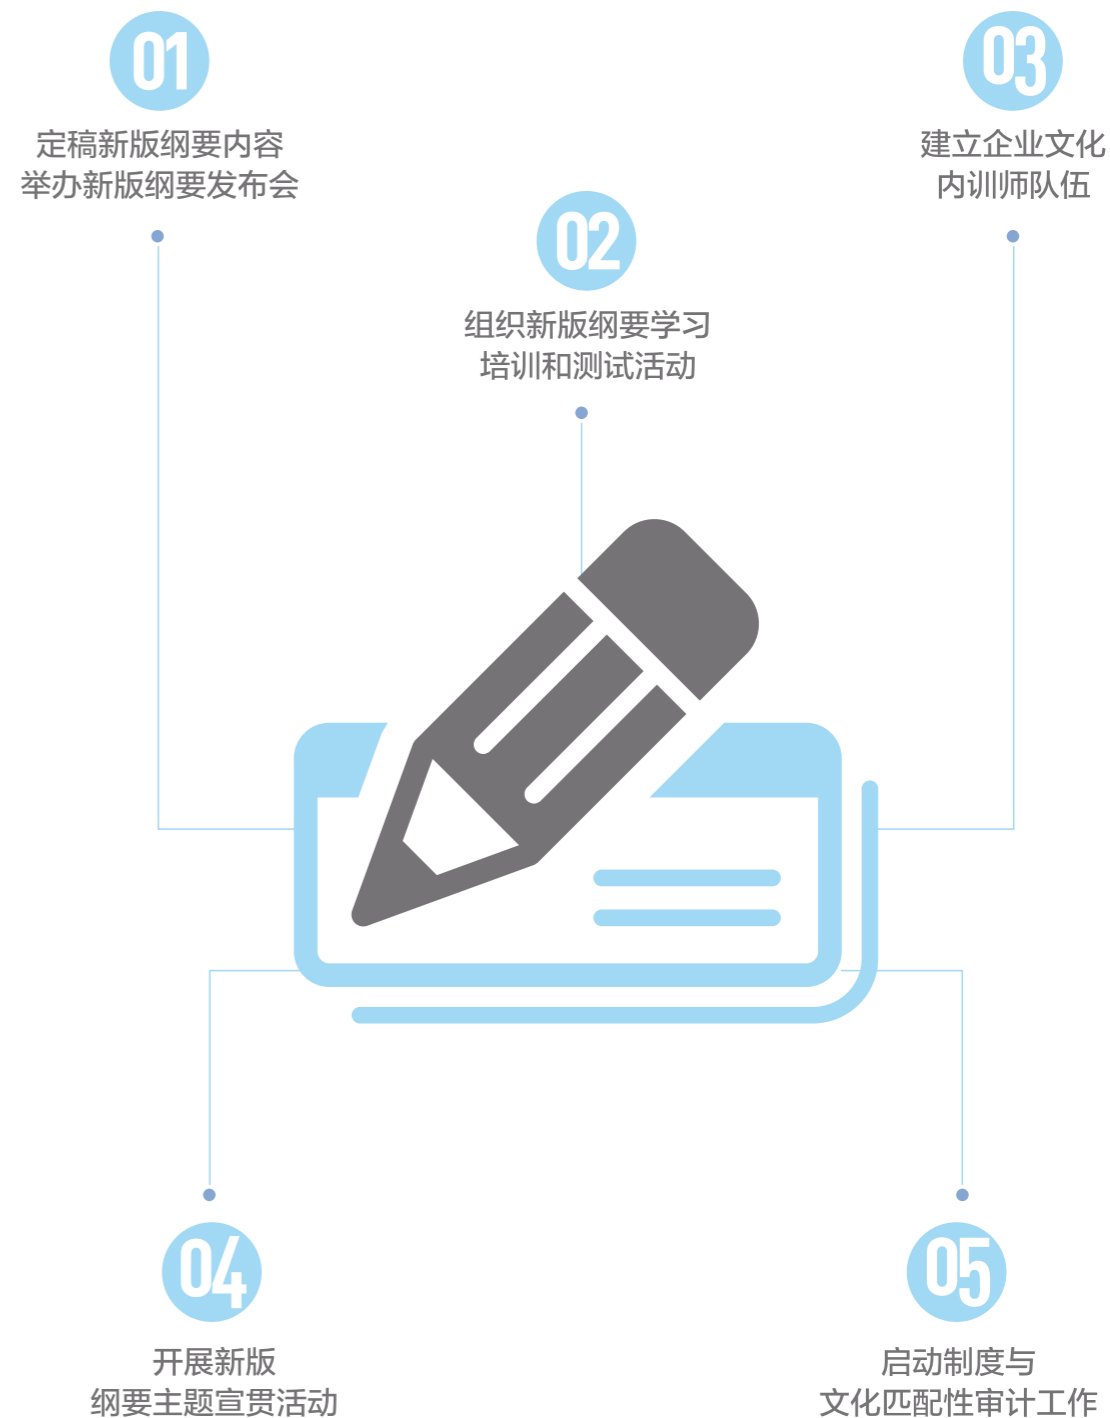 01
定稿新版纲要内容
举办新版纲要发布会
02
组织新版纲要学习
培训和测试活动
03
建立企业文化
内训师队伍
04
开展新版
纲要主题宣贯活动
05
启动制度与
文化匹配性审计工作